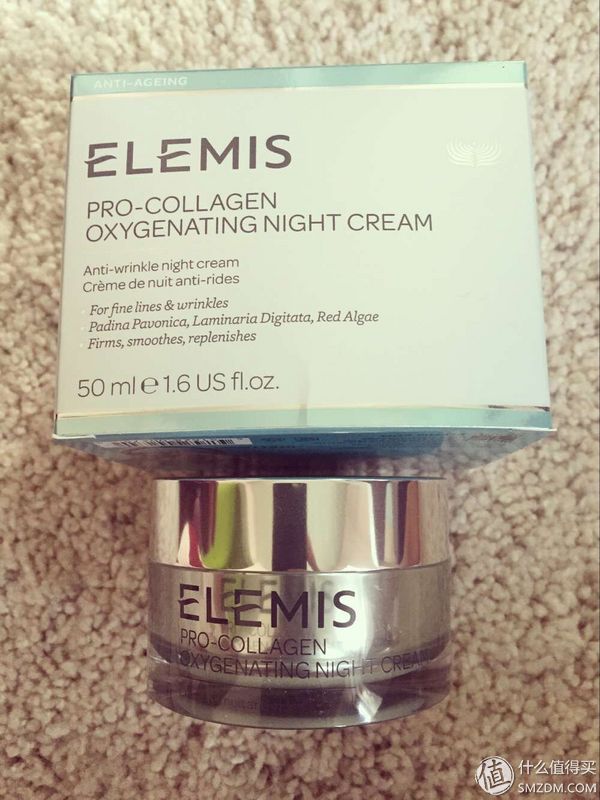 ANTI-AGEING
ELEMIS
PRO-COLLAGEN
OXYGENATING NIGHT CREAM
Anti-wrinkle night cream
Crème de nuit anti-rides
· For fine lines & wrinkles
· Padina Pavonica, Laminaria Digitata, Red Algae
· Firms, smoothes, replenishes
50 ml e 1.6 US fl.oz.
ELEMIS
PRO-COLLAGEN
OXYGENATING NIGHT CREAM
值 什么值得买
SMZDM.COM